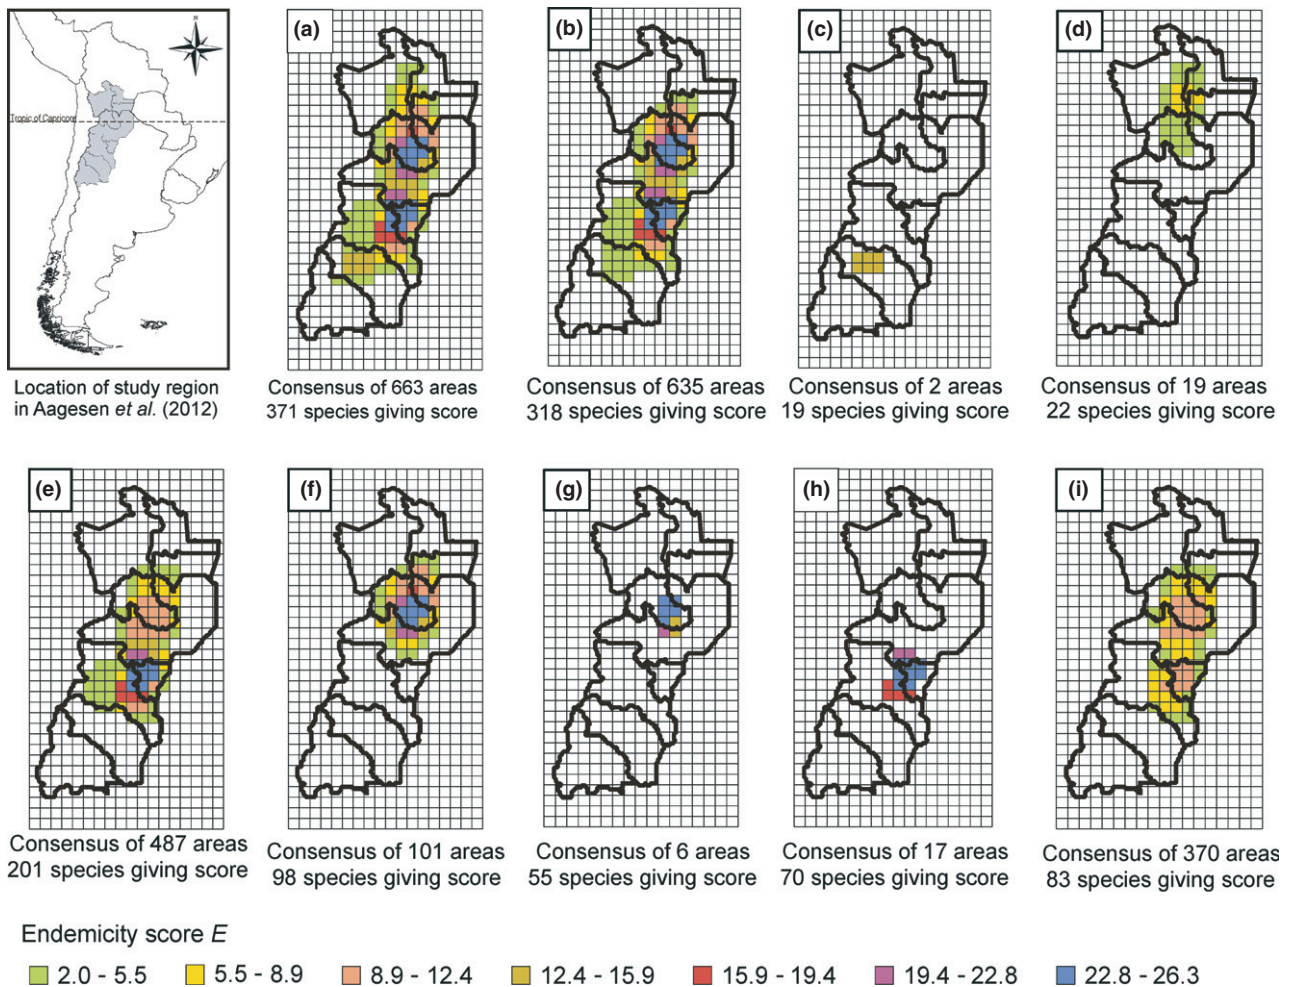 N
Tropic of Capricorn
Location of study region
in Aagesen et al. (2012)
(a)
Consensus of 663 areas
371 species giving score
(b)
Consensus of 635 areas
318 species giving score
(c)
Consensus of 2 areas
19 species giving score
(d)
Consensus of 19 areas
22 species giving score
(e)
Consensus of 487 areas
201 species giving score
(f)
Consensus of 101 areas
98 species giving score
(g)
Consensus of 6 areas
55 species giving score
(h)
Consensus of 17 areas
70 species giving score
(i)
Consensus of 370 areas
83 species giving score
Endemicity score E
2.0 - 5.5
5.5 - 8.9
8.9 - 12.4
12.4 - 15.9
15.9 - 19.4
19.4 - 22.8
22.8 - 26.3